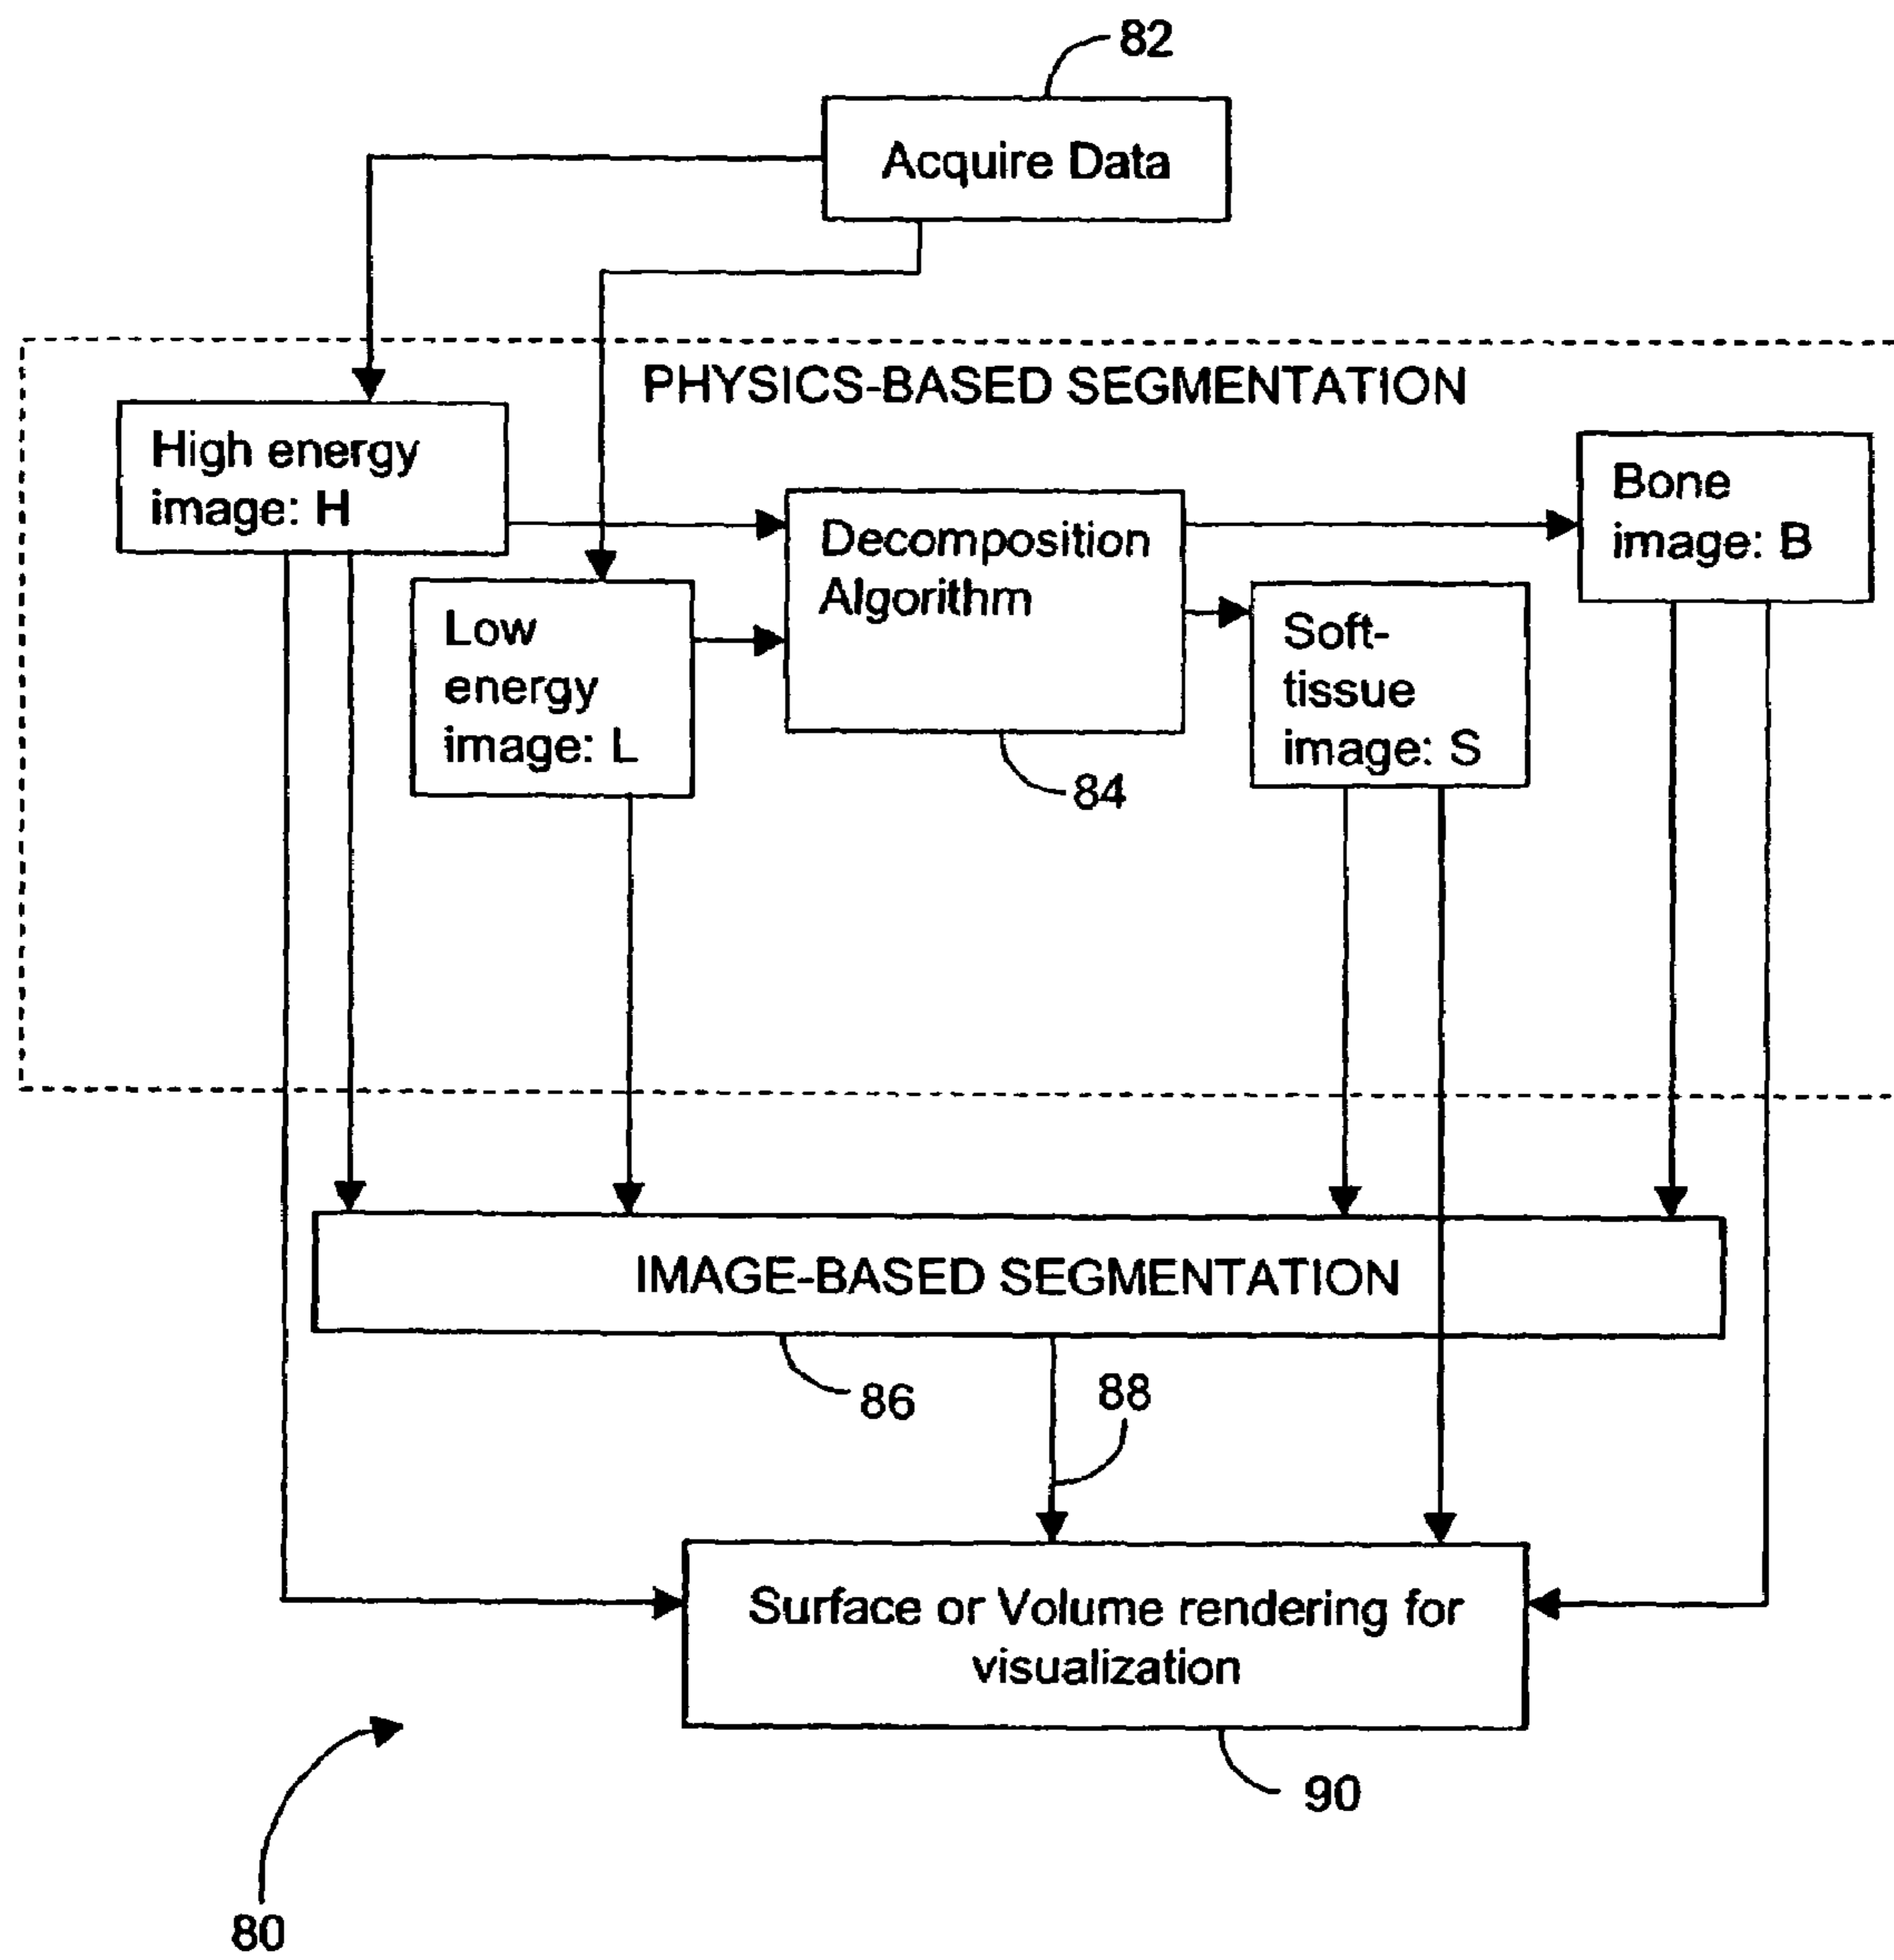 82
Acquire Data
PHYSICS-BASED SEGMENTATION
High energy
image: H
Low
energy
image: L
Decomposition
Algorithm
84
Soft-
tissue
image: S
Bone
image: B
IMAGE-BASED SEGMENTATION
86
88
Surface or Volume rendering for
visualization
90
80